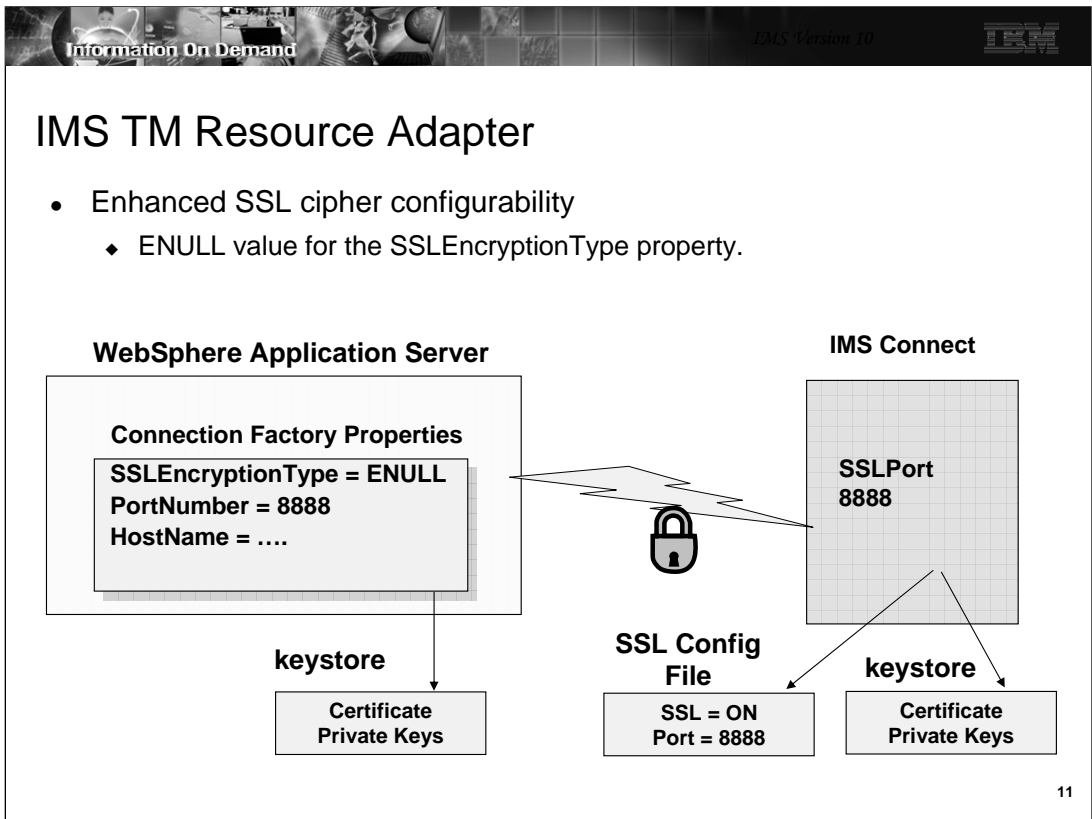 Information On Demand
IMS Version 10
IBM
IMS TM Resource Adapter
• Enhanced SSL cipher configurability
◆ ENULL value for the SSLEncryptionType property.
WebSphere Application Server
Connection Factory Properties
SSLEncryptionType = ENULL
PortNumber = 8888
HostName = ….
keystore
Certificate
Private Keys
IMS Connect
SSLPort
8888
SSL Config
File
SSL = ON
Port = 8888
keystore
Certificate
Private Keys
11